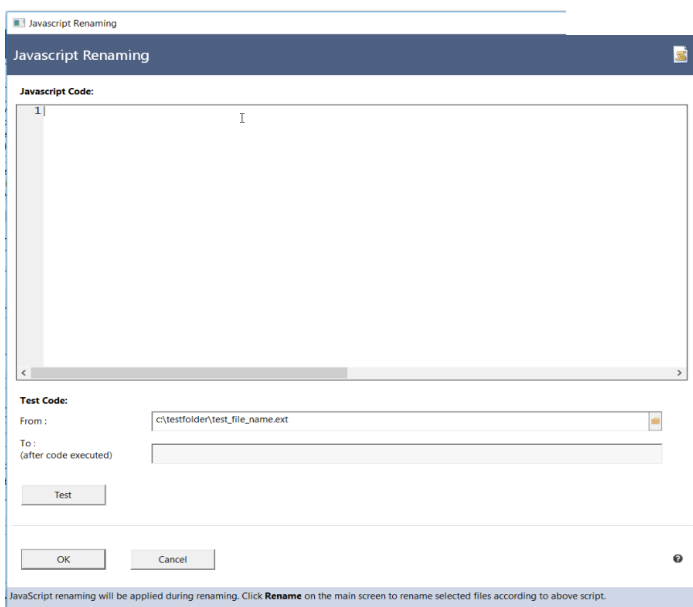 Javascript Renaming
Javascript Renaming
Javascript Code:
1
Test Code:
From :
c:\testfolder\test_file_name.ext
To :
(after code executed)
Test
OK
Cancel
JavaScript renaming will be applied during renaming. Click Rename on the main screen to rename selected files according to above script.